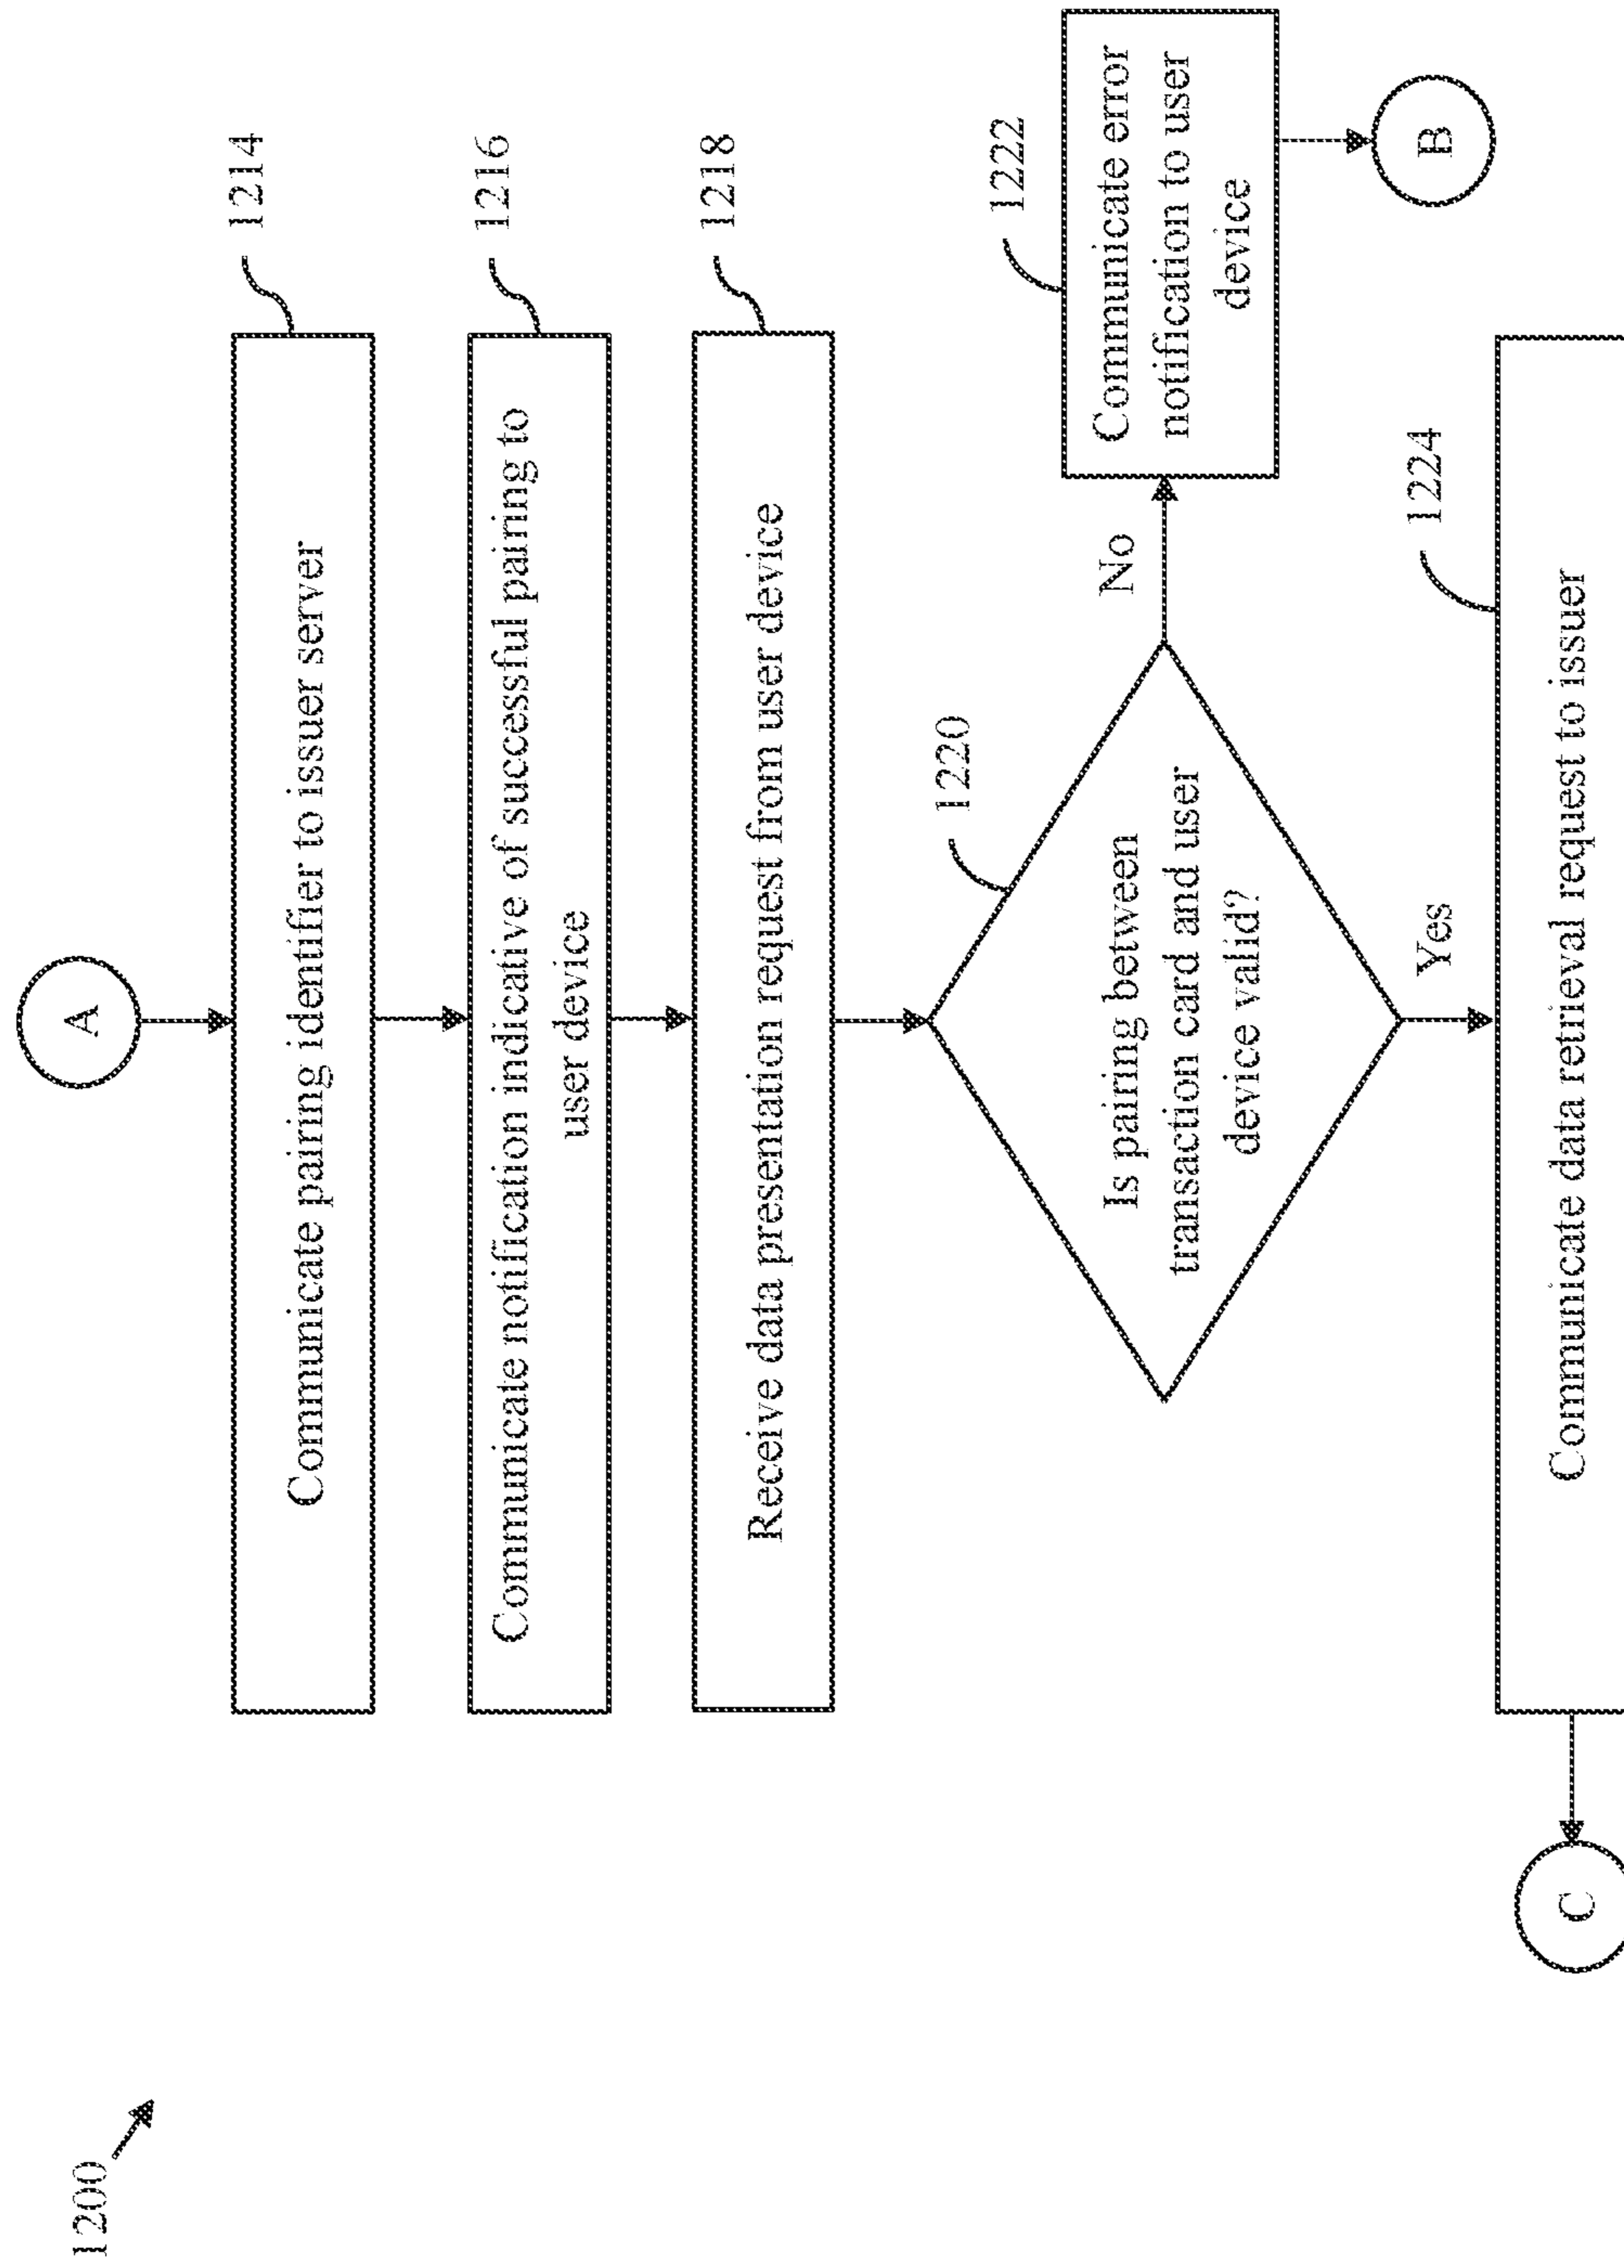 1200
A
1214
Communicate pairing identifier to issuer server
1216
Communicate notification indicative of successful pairing to
user device
1218
Receive data presentation request from user device
1220
Is pairing between
transaction card and user
device valid?
No
1222
Communicate error
notification to user
device
B
Yes
1224
Communicate data retrieval request to issuer
C